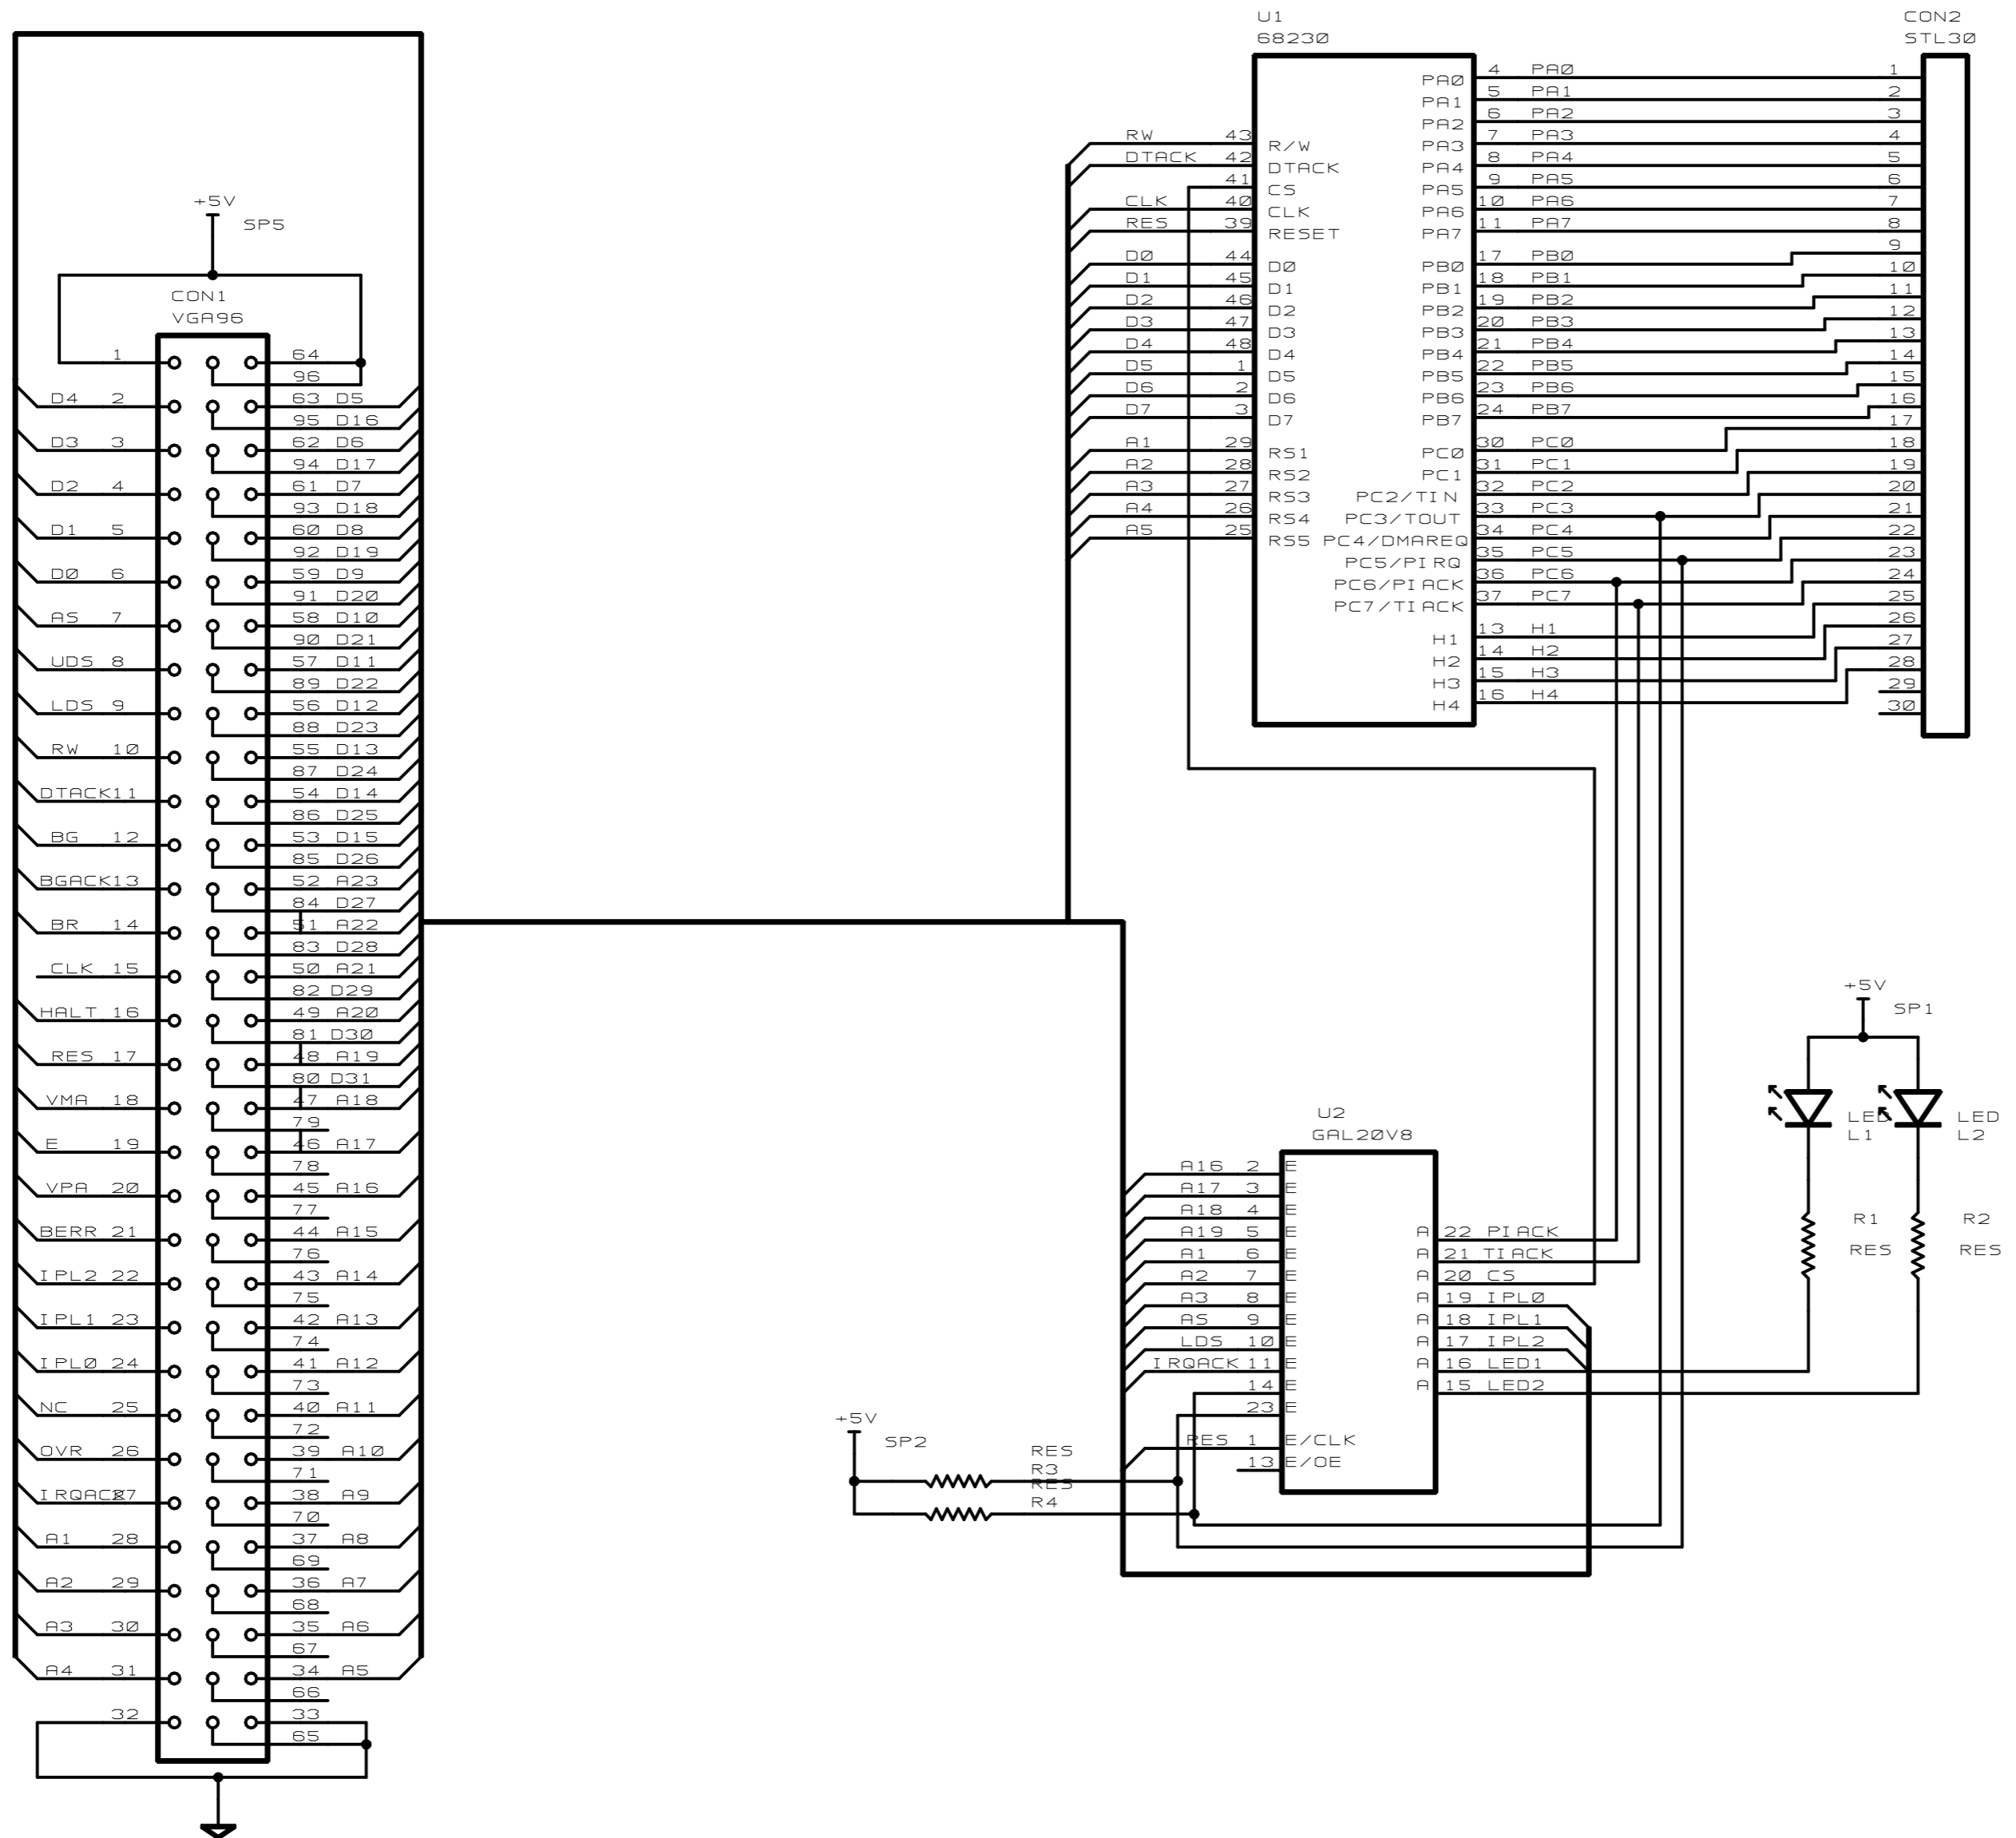 U1
68230
CON2
STL30
4 PA0 1
PA0
5 PA1 2
PA1
6 PA2 3
PA2
RW 43 R/W
7 PA3 4
PA3
DTACK 42 DTACK
8 PA4 5
PA4
41 CS
9 PA5 6
PA5
CLK 40 CLK
10 PA6 7
PA6
RES 39 RESET
11 PA7 8
PA7
9
D0 44 D0
PB0 17 PB0 10
D1 45 D1
PB1 18 PB1 11
D2 46 D2
PB2 19 PB2 12
D3 47 D3
PB3 20 PB3 13
D4 48 D4
PB4 21 PB4 14
D5 1 D5
PB5 22 PB5 15
D6 2 D6
PB6 23 PB6 16
D7 3 D7
PB7 24 PB7 17
A1 29 RS1
PC0 30 PC0 18
A2 28 RS2
PC1 31 PC1 19
A3 27 RS3
PC2/TIN 32 PC2 20
A4 26 RS4
PC3/TOUT 33 PC3 21
A5 25 RS5
PC4/DMAREQ 34 PC4 22
PC5/PIRQ 35 PC5 23
PC6/PIACK 36 PC6 24
PC7/TIACK 37 PC7 25
26
H1 13 H1 27
H2 14 H2 28
H3 15 H3 29
H4 16 H4 30
+5V
SP5
CON1
VGA96
1 64
96
D4 2 63 D5
95 D16
D3 3 62 D6
94 D17
D2 4 61 D7
93 D18
D1 5 60 D8
92 D19
D0 6 59 D9
91 D20
AS 7 58 D10
90 D21
UDS 8 57 D11
89 D22
LDS 9 56 D12
88 D23
RW 10 55 D13
87 D24
DTACK 11 54 D14
86 D25
BG 12 53 D15
85 D26
BGACK 13 52 A23
84 D27
BR 14 51 A22
83 D28
CLK 15 50 A21
82 D29
HALT 16 49 A20
81 D30
RES 17 48 A19
80 D31
VMA 18 47 A18
79
E 19 46 A17
78
VPA 20 45 A16
77
BERR 21 44 A15
76
IPL2 22 43 A14
75
IPL1 23 42 A13
74
IPL0 24 41 A12
73
NC 25 40 A11
72
OVR 26 39 A10
71
IRQACK 27 38 A9
70
A1 28 37 A8
69
A2 29 36 A7
68
A3 30 35 A6
67
A4 31 34 A5
66
32 33
65
+5V
SP1
LED
L1
LED
L2
R1
RES
R2
RES
U2
GAL20V8
A16 2 E
A17 3 E
A18 4 E
A19 5 E
A 22 PIACK
A1 6 E
A 21 TIACK
A2 7 E
A 20 CS
A3 8 E
A 19 IPL0
AS 9 E
A 18 IPL1
LDS 10 E
A 17 IPL2
IRQACK 11 E
A 16 LED1
14 E
A 15 LED2
23 E
RES 1 E/CLK
13 E/OE
+5V
SP2
RES
R3
RES
R4